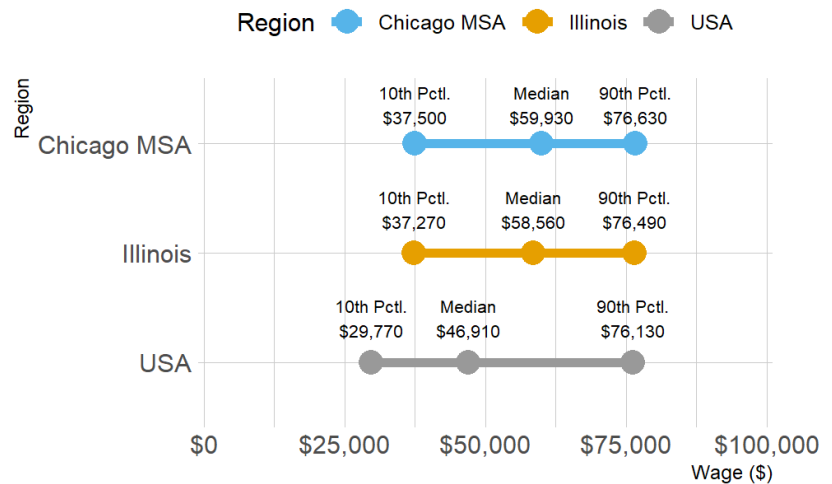 Region Chicago MSA Illinois USA
Region
10th Pctl. Median 90th Pctl.
$37,500 $59,930 $76,630
Chicago MSA
10th Pctl. Median 90th Pctl.
$37,270 $58,560 $76,490
Illinois
10th Pctl. Median 90th Pctl.
$29,770 $46,910 $76,130
USA
$0 $25,000 $50,000 $75,000 $100,000
Wage ($)